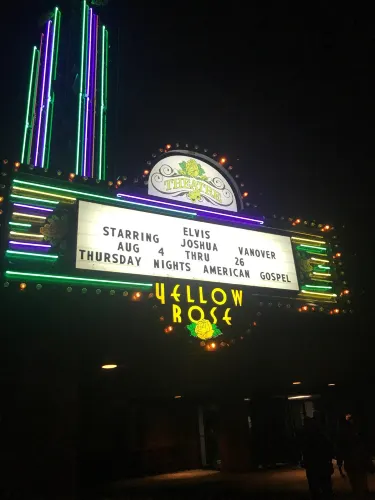 THEATRE
ELVIS
STARRING JOSHUA VANOVER
AUG 4 THRU 26
THURSDAY NIGHTS AMERICAN GOSPEL
YELLOW
ROSE